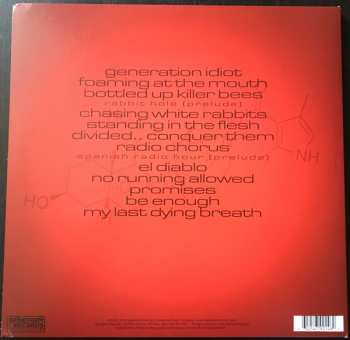 generation idiot
foaming at the mouth
bottled up killer bees
rabbit hole (prelude)
chasing white rabbits
standing in the flesh
divided.. conquer them
radio chorus
spanish radio hour (prelude)
el diablo
no running allowed
promises
be enough
my last dying breath
NH
HO